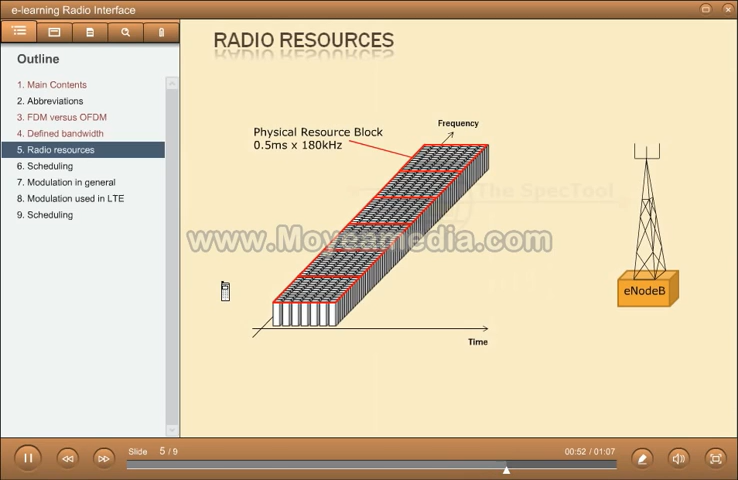 e-learning Radio Interface
Outline
1. Main Contents
2. Abbreviations
3. FDM versus OFDM
4. Defined bandwidth
5. Radio resources
6. Scheduling
7. Modulation in general
8. Modulation used in LTE
9. Scheduling
RADIO RESOURCES
Frequency
Physical Resource Block
0.5ms x 180kHz
The SpecTool
www.Moyeamedia.com
eNodeB
Time
Slide 5 / 9
00:52 / 01:07